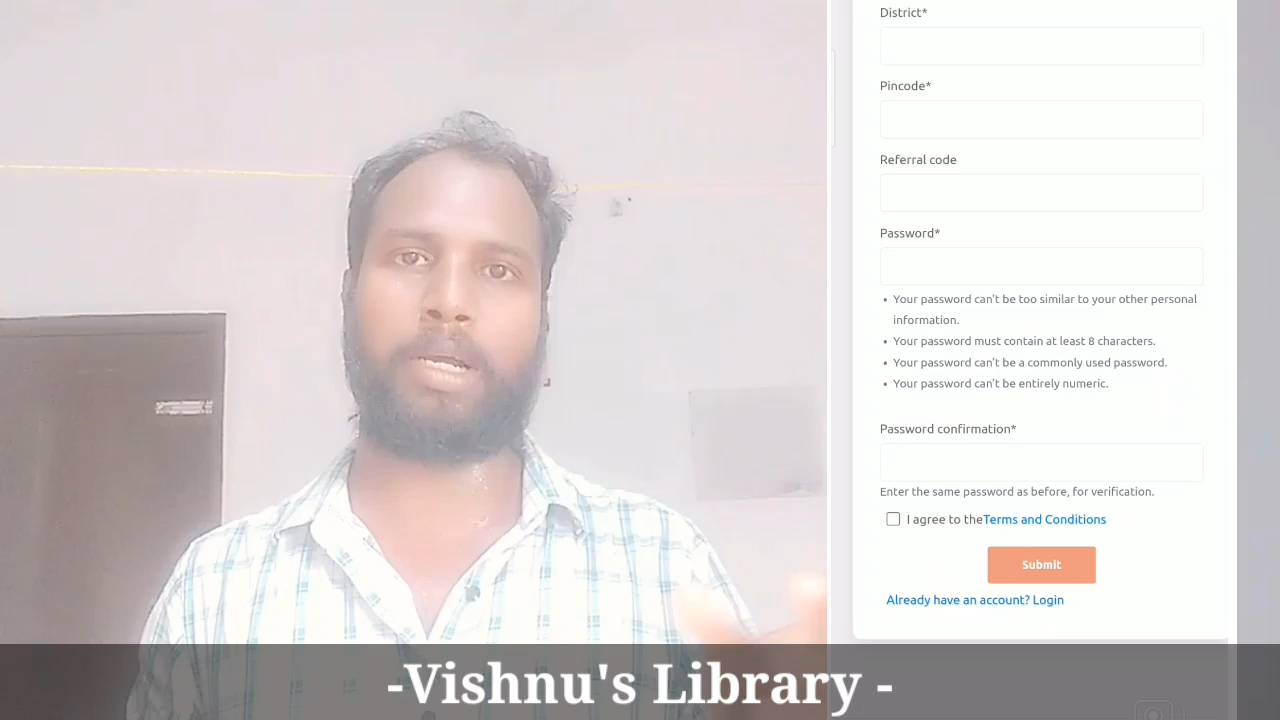 District*
Pincode*
Referral code
Password*
• Your password can't be too similar to your other personal
information.
• Your password must contain at least 8 characters.
• Your password can't be a commonly used password.
• Your password can't be entirely numeric.
Password confirmation*
Enter the same password as before, for verification.
I agree to theTerms and Conditions
Submit
Already have an account? Login
-Vishnu's Library -